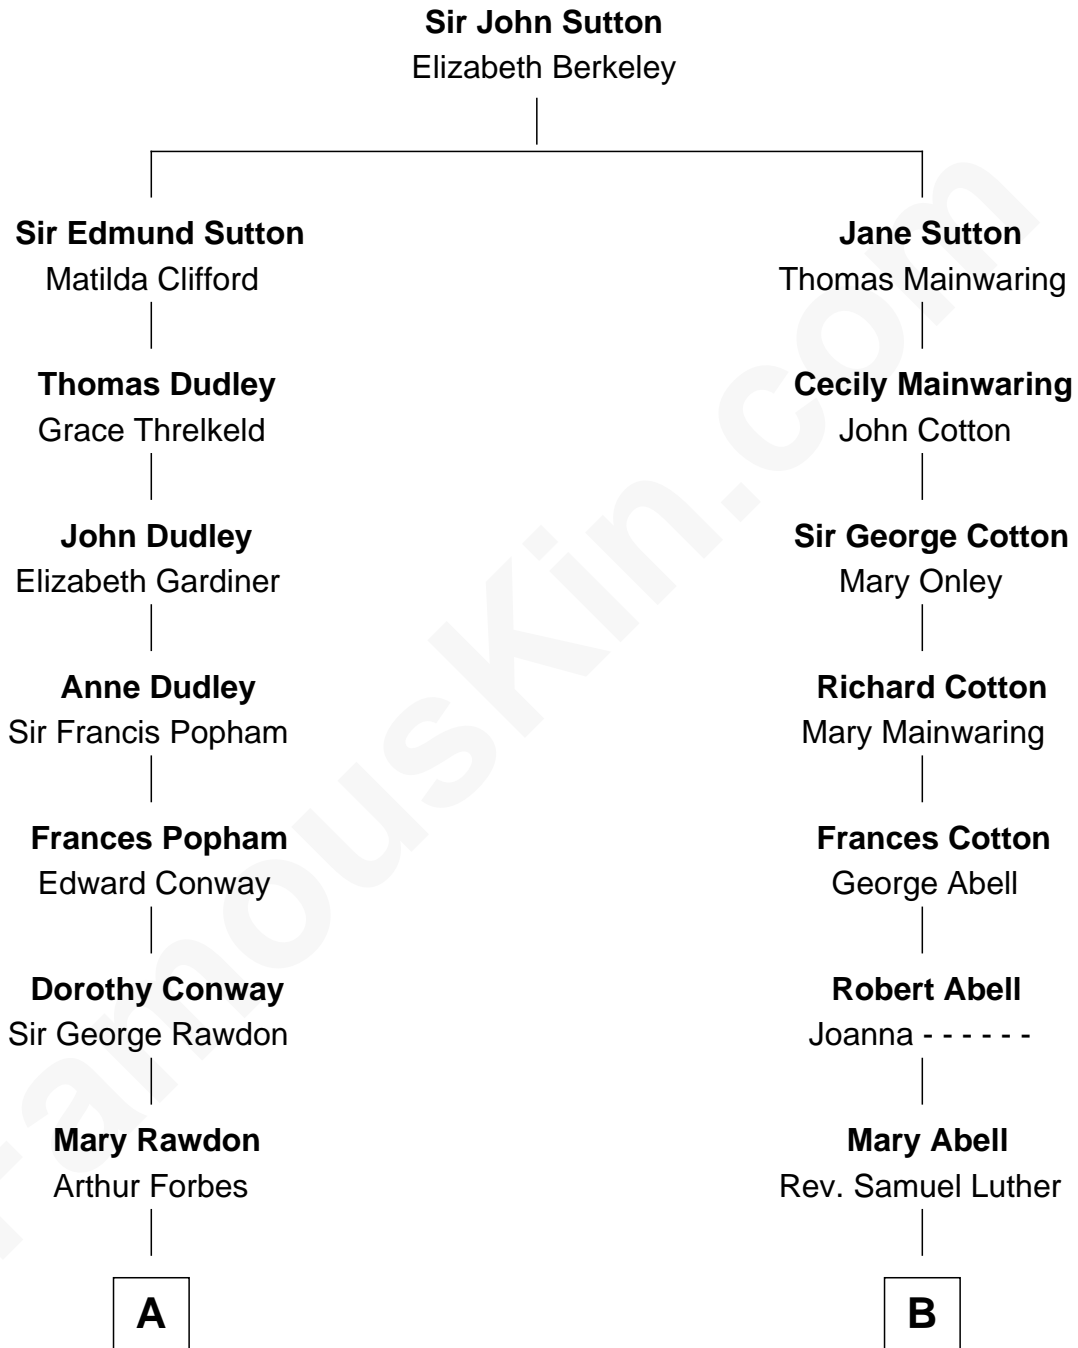 Sir John Sutton
Elizabeth Berkeley
Sir Edmund Sutton
Matilda Clifford
Jane Sutton
Thomas Mainwaring
Thomas Dudley
Grace Threlkeld
Cecily Mainwaring
John Cotton
John Dudley
Elizabeth Gardiner
Sir George Cotton
Mary Onley
Anne Dudley
Sir Francis Popham
Richard Cotton
Mary Mainwaring
Frances Popham
Edward Conway
Frances Cotton
George Abell
Dorothy Conway
Sir George Rawdon
Robert Abell
Joanna - - - - - -
Mary Rawdon
Arthur Forbes
Mary Abell
Rev. Samuel Luther
A
B
FamousKin.com